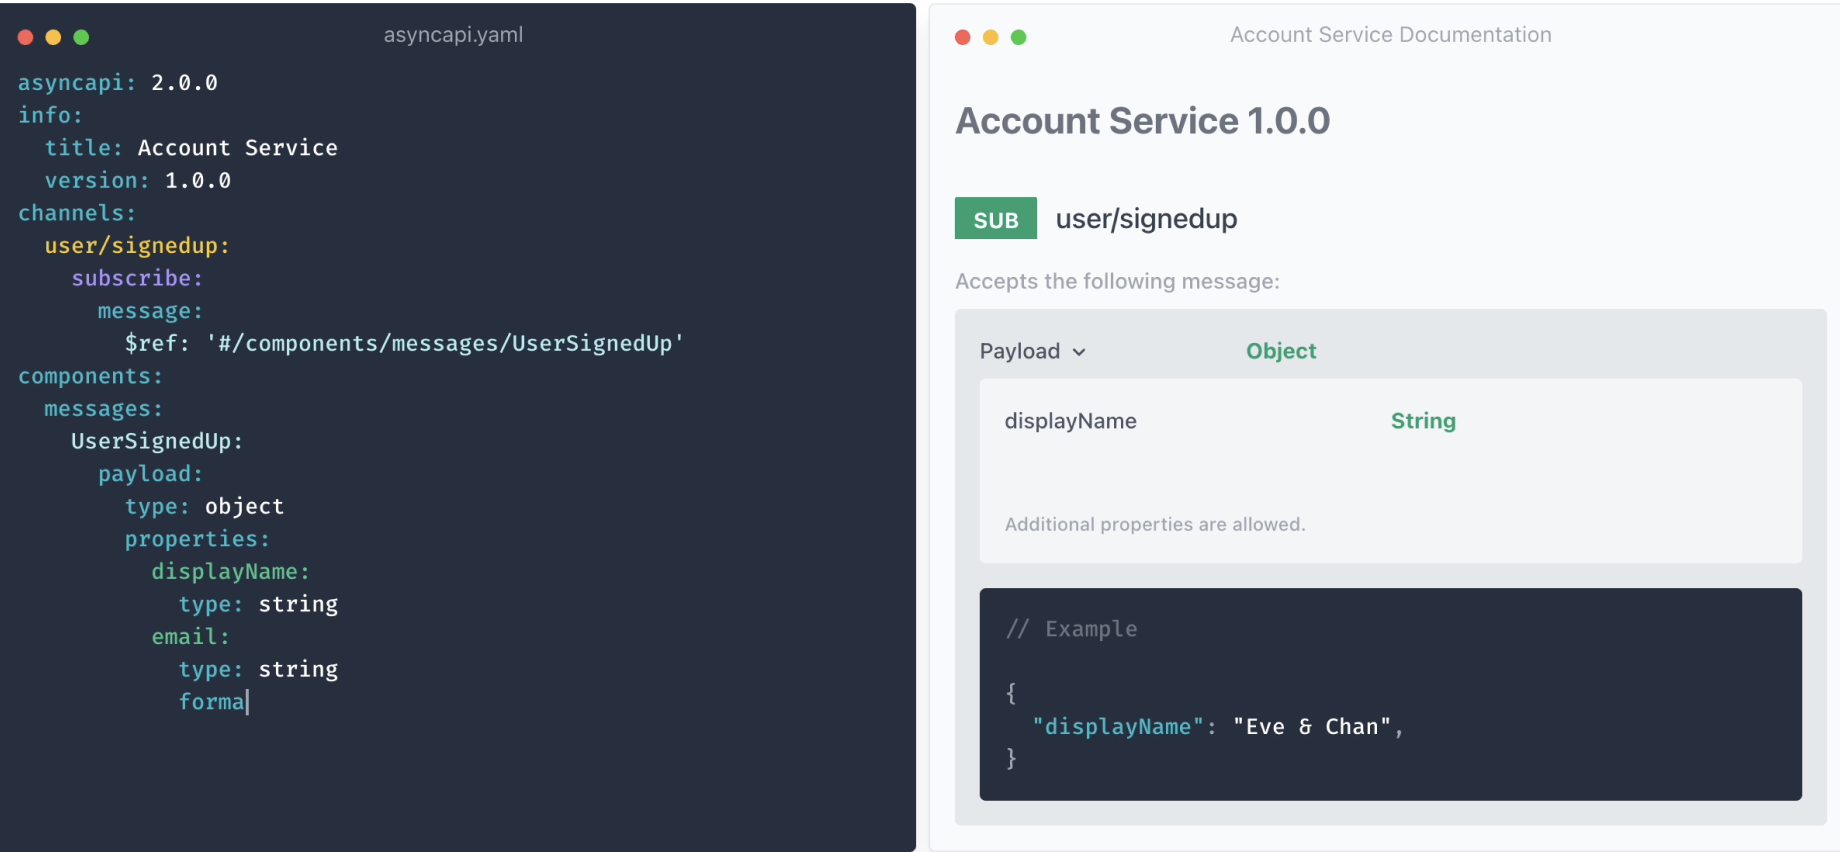 asyncapi.yaml
asyncapi: 2.0.0
info:
  title: Account Service
  version: 1.0.0
channels:
  user/signedup:
    subscribe:
      message:
        $ref: '#/components/messages/UserSignedUp'
components:
  messages:
    UserSignedUp:
      payload:
        type: object
        properties:
          displayName:
            type: string
          email:
            type: string
            forma
Account Service Documentation
Account Service 1.0.0
SUB user/signedup
Accepts the following message:
Payload Object
displayName String
Additional properties are allowed.
// Example
{
  "displayName": "Eve & Chan",
}